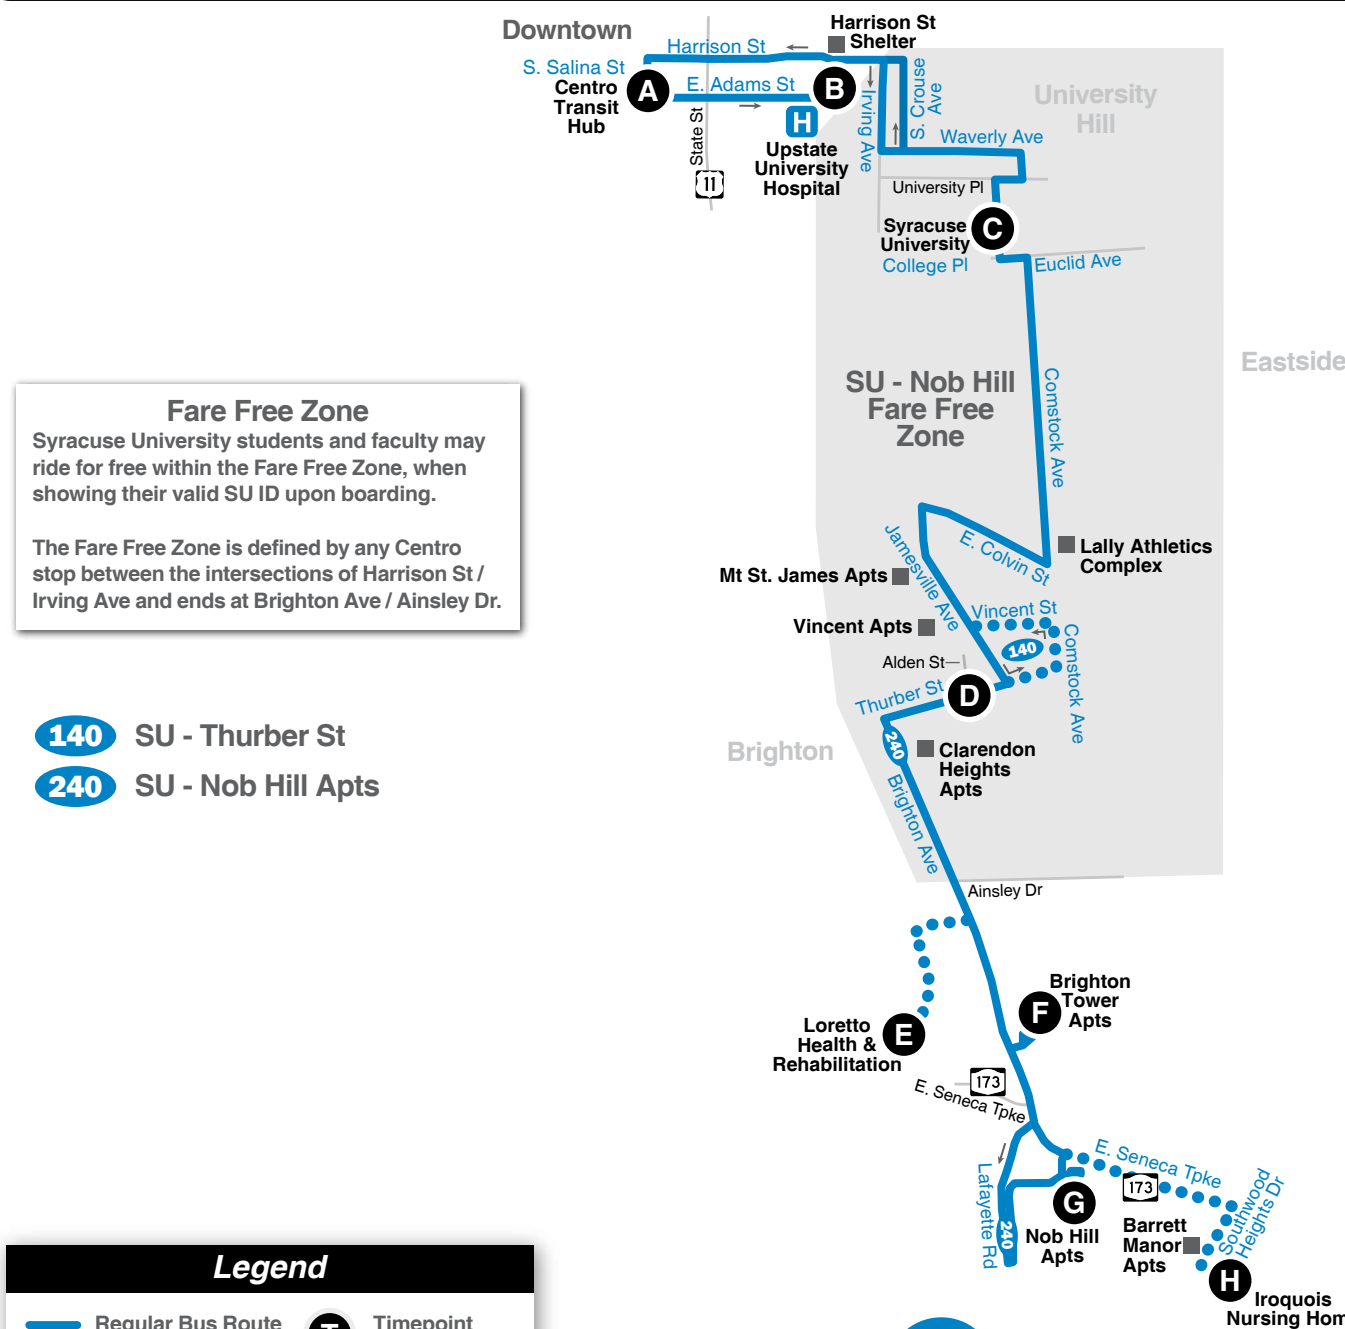 Downtown
Harrison St
Shelter
Harrison St
S. Salina St
Centro
Transit
Hub
A
E. Adams St
B
H
Upstate
University
Hospital
State St
11
Irving Ave
S. Crouse
Ave
University
Hill
Waverly Ave
University Pl
Syracuse
University
C
College Pl
Euclid Ave
Eastside
SU - Nob Hill
Fare Free
Zone
Comstock Ave
Fare Free Zone
Syracuse University students and faculty may
ride for free within the Fare Free Zone, when
showing their valid SU ID upon boarding.
The Fare Free Zone is defined by any Centro
stop between the intersections of Harrison St /
Irving Ave and ends at Brighton Ave / Ainsley Dr.
E. Colvin St
Lally Athletics
Complex
Jamesville Ave
Mt St. James Apts
Vincent St
Vincent Apts
140
Comstock Ave
Alden St
D
Thurber St
240
Brighton
Clarendon
Heights
Apts
Brighton Ave
140 SU - Thurber St
240 SU - Nob Hill Apts
Ainsley Dr
Brighton
Tower
Apts
F
Loretto
Health &
Rehabilitation
E
173
E. Seneca Tpke
E. Seneca Tpke
173
Lafayette Rd
240
G
Nob Hill
Apts
Barrett
Manor
Apts
Southwood
Heights Dr
H
Iroquois
Nursing Hom
Legend
Regular Bus Route
T
Timepoint